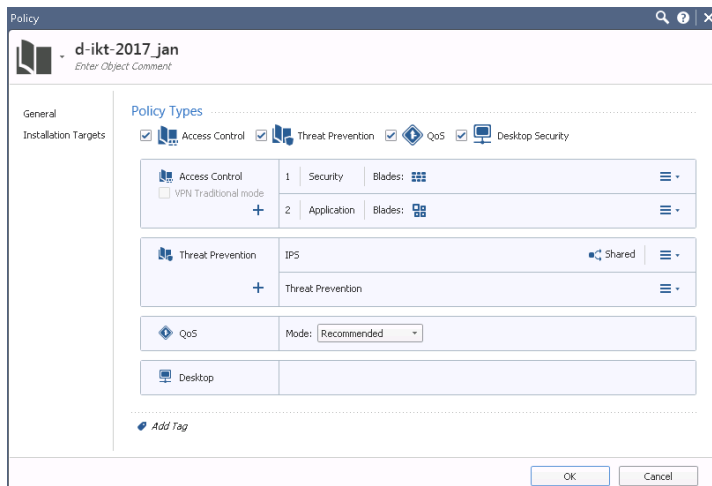 Policy
d-ikt-2017_jan
Enter Object Comment
General
Installation Targets
Policy Types
Access Control Threat Prevention QoS Desktop Security
Access Control
VPN Traditional mode
1 Security Blades:
2 Application Blades:
Threat Prevention IPS Shared
Threat Prevention
QoS Mode: Recommended
Desktop
Add Tag
OK Cancel